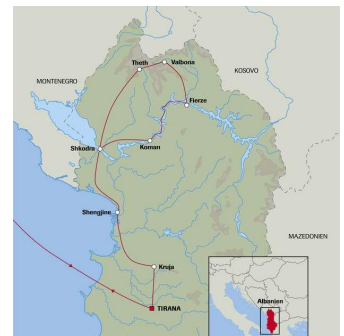 Theth
Valbona
MONTENEGRO
KOSOVO
Fierze
Shkodra
Koman
Shengjine
MAZEDONIEN
Kruja
Albanien
TIRANA